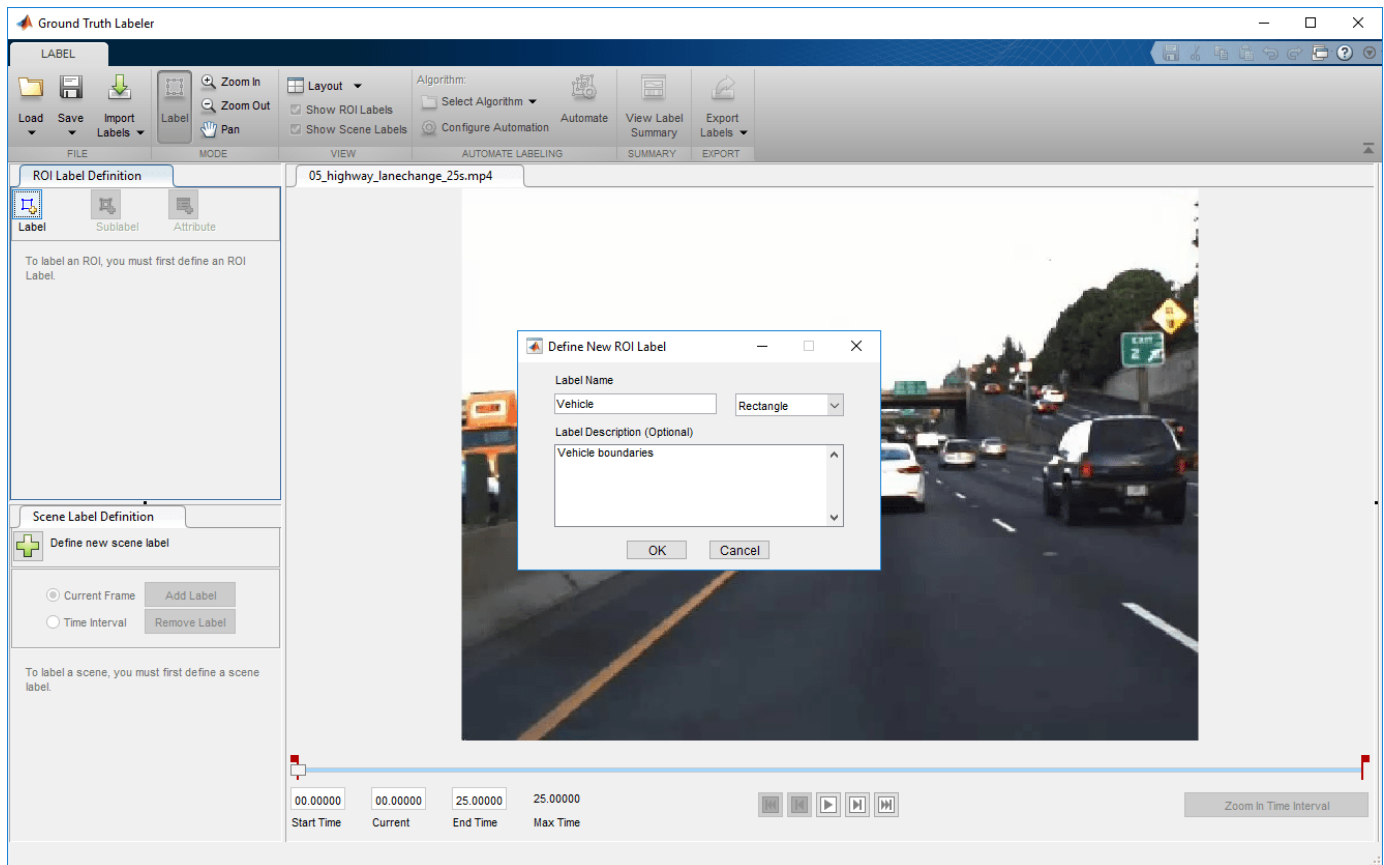 Ground Truth Labeler
LABEL
Load
Save
Import
Labels
FILE
Label
Zoom In
Zoom Out
Pan
MODE
Layout
Show ROI Labels
Show Scene Labels
VIEW
Algorithm:
Select Algorithm
Configure Automation
Automate
AUTOMATE LABELING
View Label
Summary
SUMMARY
Export
Labels
EXPORT
ROI Label Definition
Label
Sublabel
Attribute
To label an ROI, you must first define an ROI
Label.
Scene Label Definition
Define new scene label
Current Frame
Add Label
Time Interval
Remove Label
To label a scene, you must first define a scene
label.
05_highway_lanechange_25s.mp4
EXIT
2
Define New ROI Label
Label Name
Vehicle
Rectangle
Label Description (Optional)
Vehicle boundaries
OK
Cancel
00.00000
00.00000
25.00000
25.00000
Start Time
Current
End Time
Max Time
Zoom In Time Interval